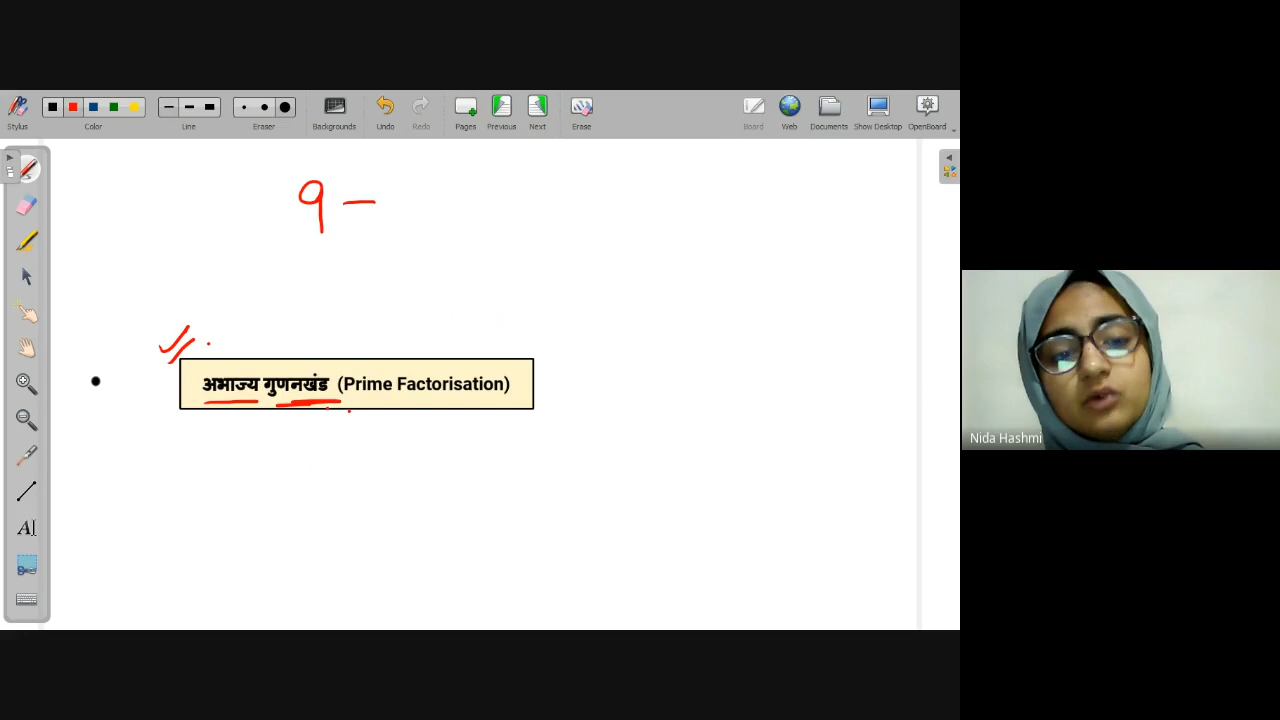 Stylus
Color
Line
Eraser
Backgrounds
Undo
Redo
Pages
Previous
Next
Erase
Board
Web
Documents
Show Desktop
OpenBoard
9 –
अभाज्य गुणनखंड (Prime Factorisation)
Nida Hashmi